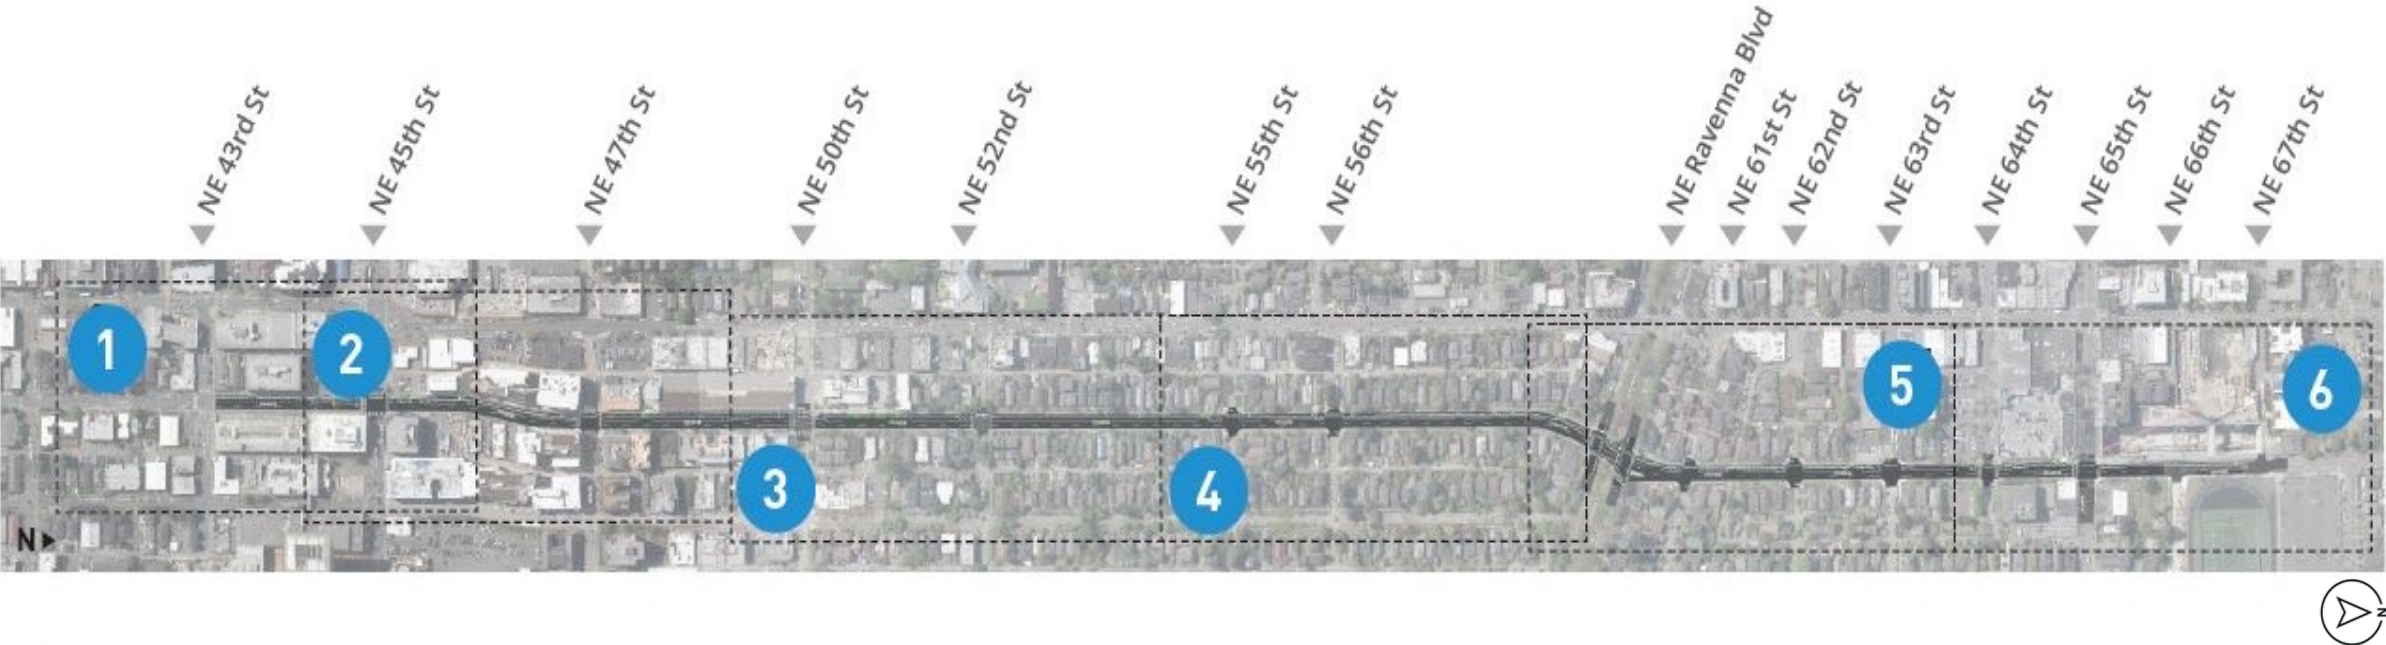 NE 43rd St
NE 45th St
NE 47th St
NE 50th St
NE 52nd St
NE 55th St
NE 56th St
NE Ravenna Blvd
NE 61st St
NE 62nd St
NE 63rd St
NE 64th St
NE 65th St
NE 66th St
NE 67th St
1
2
3
4
5
6
N
N